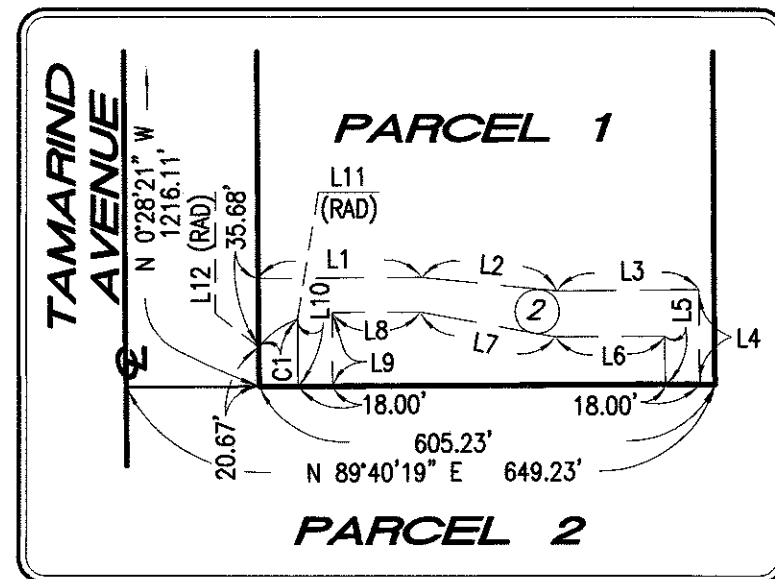 TAMARIND
AVENUE
N 0°28'21" W
1216.11'
L12 (RAD)
35.68'
PARCEL 1
L11
(RAD)
L1
L2
L3
L10
2
L5
L8
L7
L6
L4
C1
L9
℄
18.00'
18.00'
20.67'
605.23'
N 89°40'19" E 649.23'
PARCEL 2